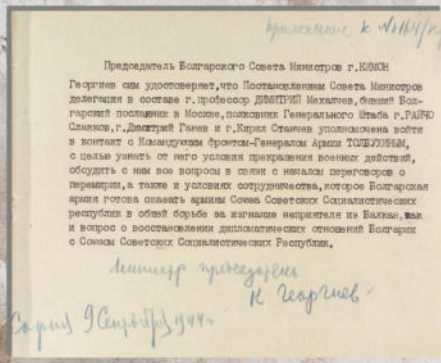 Приложение к №
Председатель Болгарского Совета Министров г.КИМОН
Георгиев сим удостоверяет,что Постановлением Совета Министров
делегация в составе г.профессор ДИМИТРИЙ Михалчев,бывший Бол-
гарский посланник в Москве,полковник Генерального Штаба г.РАЙЧО
Славков,г.Димитрий Ганев и г.Кирил Станчев уполномочена войти
в контакт с Командующим фронтом-Генералом Армии ТОЛБУХИНЫМ,
с целью узнать от него условия прекращения военных действий,
обсудить с ним все вопросы в связи с началом переговоров о
перемирии,а также и условиях сотрудничества,которое Болгарская
армия готова оказать армиям Союза Советских Социалистических
республик в общей борьбе за изгнание неприятеля из Балкан,как
и вопрос о восстановлении дипломатических отношений Болгарии
с Союзом Советских Социалистических Республик.
Министр председатель
К Георгиев
София 9 Сентября 1944